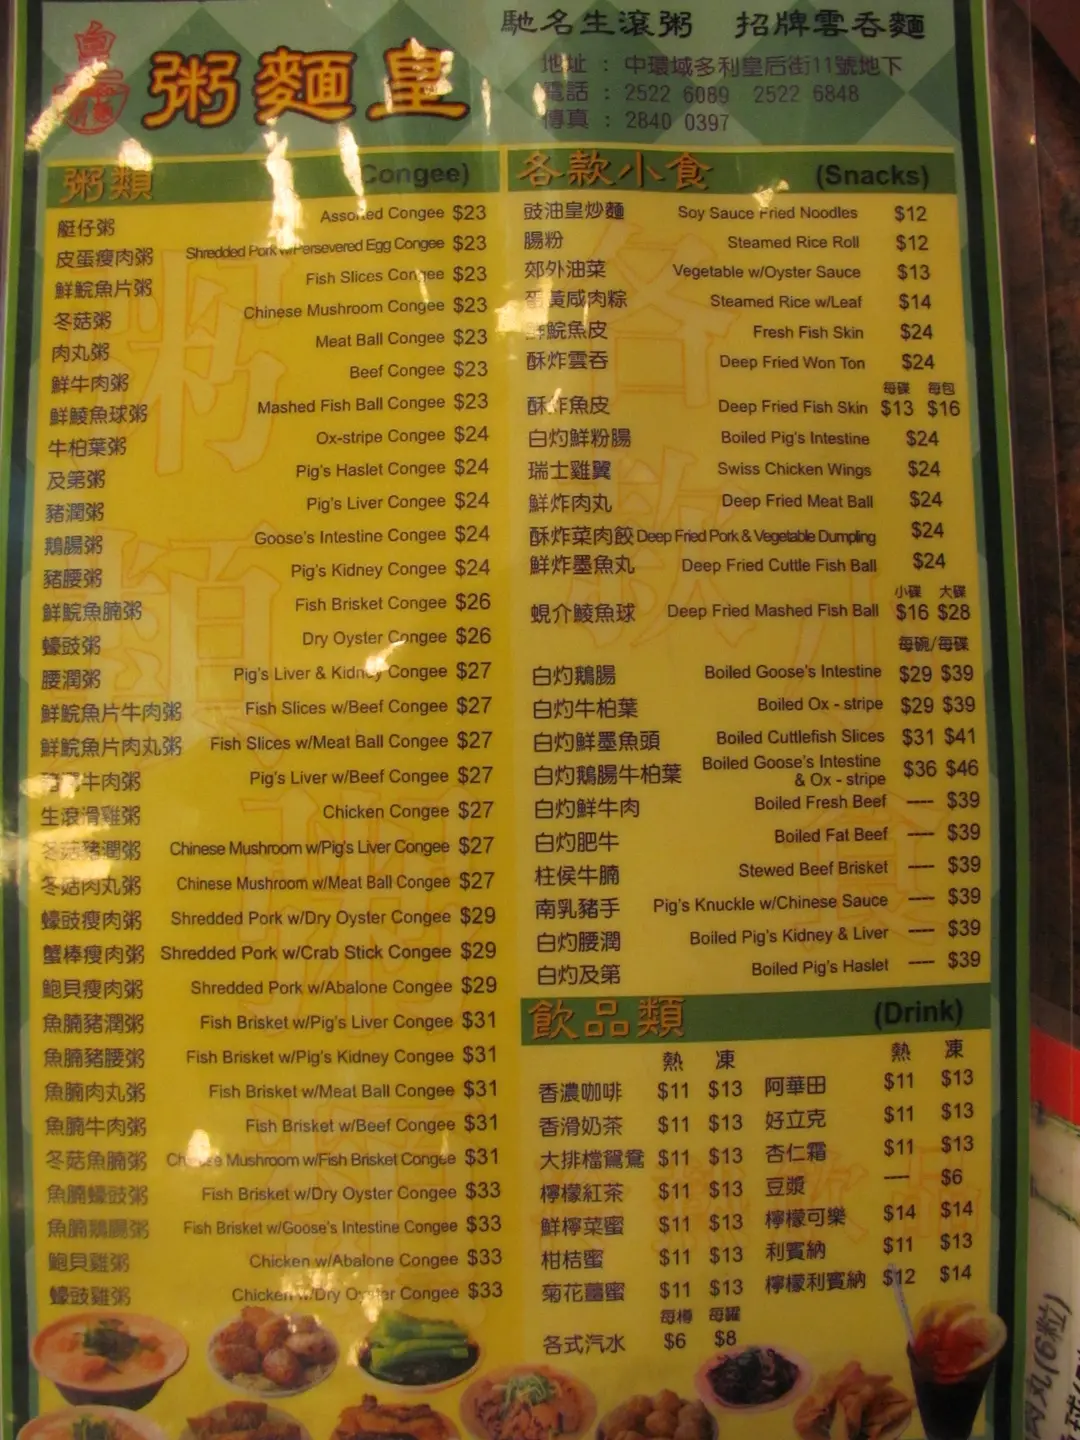 馳名生滾粥 招牌雲吞麵
粥麵皇
地址 : 中環域多利皇后街11號地下
電話 : 2522 6089 2522 6848
傳真 : 2840 0397
粥類 (Congee)
艇仔粥 Assorted Congee $23
皮蛋瘦肉粥 Shredded Pork w/Persevered Egg Congee $23
鮮鯇魚片粥 Fish Slices Congee $23
冬菇粥 Chinese Mushroom Congee $23
肉丸粥 Meat Ball Congee $23
鮮牛肉粥 Beef Congee $23
鮮鯪魚球粥 Mashed Fish Ball Congee $23
牛柏葉粥 Ox-stripe Congee $24
及第粥 Pig's Haslet Congee $24
豬潤粥 Pig's Liver Congee $24
鵝腸粥 Goose's Intestine Congee $24
豬腰粥 Pig's Kidney Congee $24
鮮鯇魚腩粥 Fish Brisket Congee $26
蠔豉粥 Dry Oyster Congee $26
腰潤粥 Pig's Liver & Kidney Congee $27
鮮鯇魚片牛肉粥 Fish Slices w/Beef Congee $27
鮮鯇魚片肉丸粥 Fish Slices w/Meat Ball Congee $27
豬潤牛肉粥 Pig's Liver w/Beef Congee $27
生滾滑雞粥 Chicken Congee $27
冬菇豬潤粥 Chinese Mushroom w/Pig's Liver Congee $27
冬菇肉丸粥 Chinese Mushroom w/Meat Ball Congee $27
蠔豉瘦肉粥 Shredded Pork w/Dry Oyster Congee $29
蟹棒瘦肉粥 Shredded Pork w/Crab Stick Congee $29
鮑貝瘦肉粥 Shredded Pork w/Abalone Congee $29
魚腩豬潤粥 Fish Brisket w/Pig's Liver Congee $31
魚腩豬腰粥 Fish Brisket w/Pig's Kidney Congee $31
魚腩肉丸粥 Fish Brisket w/Meat Ball Congee $31
魚腩牛肉粥 Fish Brisket w/Beef Congee $31
冬菇魚腩粥 Chinese Mushroom w/Fish Brisket Congee $31
魚腩蠔豉粥 Fish Brisket w/Dry Oyster Congee $33
魚腩鵝腸粥 Fish Brisket w/Goose's Intestine Congee $33
鮑貝雞粥 Chicken w/Abalone Congee $33
蠔豉雞粥 Chicken w/Dry Oyster Congee $33
各款小食 (Snacks)
豉油皇炒麵 Soy Sauce Fried Noodles $12
腸粉 Steamed Rice Roll $12
郊外油菜 Vegetable w/Oyster Sauce $13
蛋黃咸肉粽 Steamed Rice w/Leaf $14
鮮鯇魚皮 Fresh Fish Skin $24
酥炸雲吞 Deep Fried Won Ton $24
每碟 每包
酥炸魚皮 Deep Fried Fish Skin $13 $16
白灼鮮粉腸 Boiled Pig's Intestine $24
瑞士雞翼 Swiss Chicken Wings $24
鮮炸肉丸 Deep Fried Meat Ball $24
酥炸菜肉餃 Deep Fried Pork & Vegetable Dumpling $24
鮮炸墨魚丸 Deep Fried Cuttle Fish Ball $24
小碟 大碟
蜆介鯪魚球 Deep Fried Mashed Fish Ball $16 $28
每碗/每碟
白灼鵝腸 Boiled Goose's Intestine $29 $39
白灼牛柏葉 Boiled Ox - stripe $29 $39
白灼鮮墨魚頭 Boiled Cuttlefish Slices $31 $41
白灼鵝腸牛柏葉 Boiled Goose's Intestine & Ox - stripe $36 $46
白灼鮮牛肉 Boiled Fresh Beef ---- $39
白灼肥牛 Boiled Fat Beef ---- $39
柱侯牛腩 Stewed Beef Brisket ---- $39
南乳豬手 Pig's Knuckle w/Chinese Sauce ---- $39
白灼腰潤 Boiled Pig's Kidney & Liver ---- $39
白灼及第 Boiled Pig's Haslet ---- $39
飲品類 (Drink)
熱 凍 熱 凍
香濃咖啡 $11 $13 阿華田 $11 $13
香滑奶茶 $11 $13 好立克 $11 $13
大排檔鴛鴦 $11 $13 杏仁霜 $11 $13
檸檬紅茶 $11 $13 豆漿 ---- $6
鮮檸菜蜜 $11 $13 檸檬可樂 $14 $14
柑桔蜜 $11 $13 利賓納 $11 $13
菊花薑蜜 $11 $13 檸檬利賓納 $12 $14
每樽 每罐
各式汽水 $6 $8